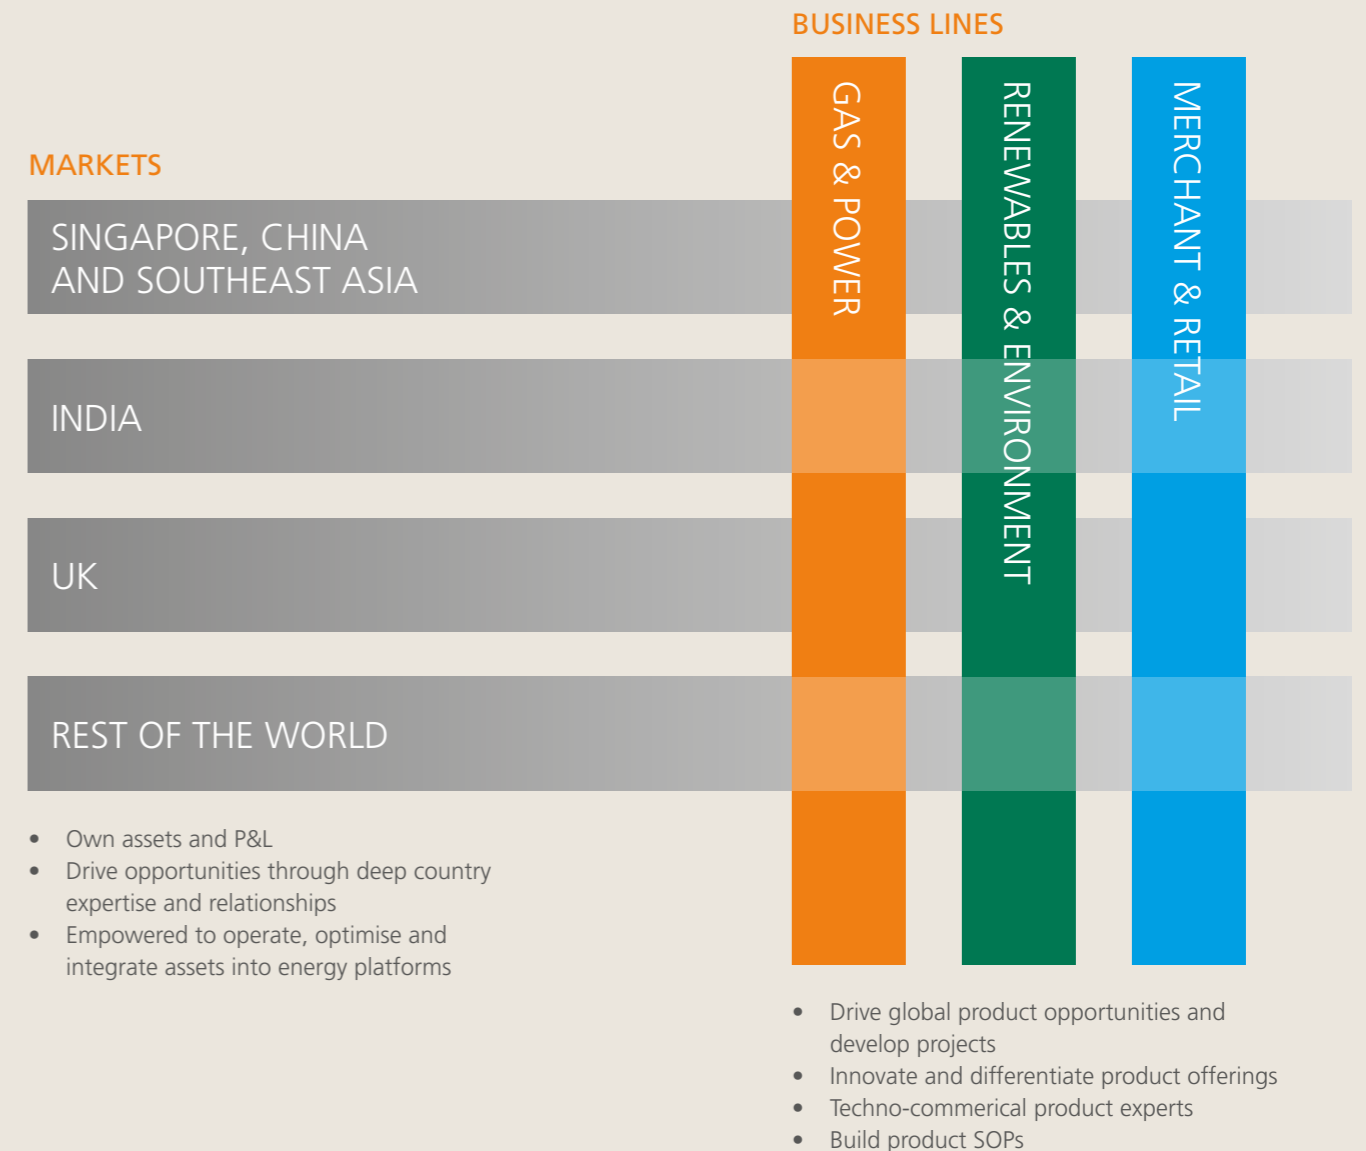 BUSINESS LINES
GAS & POWER
RENEWABLES & ENVIRONMENT
MERCHANT & RETAIL
MARKETS
SINGAPORE, CHINA
AND SOUTHEAST ASIA
INDIA
UK
REST OF THE WORLD
• Own assets and P&L
• Drive opportunities through deep country
expertise and relationships
• Empowered to operate, optimise and
integrate assets into energy platforms
• Drive global product opportunities and
develop projects
• Innovate and differentiate product offerings
• Techno-commerical product experts
• Build product SOPs